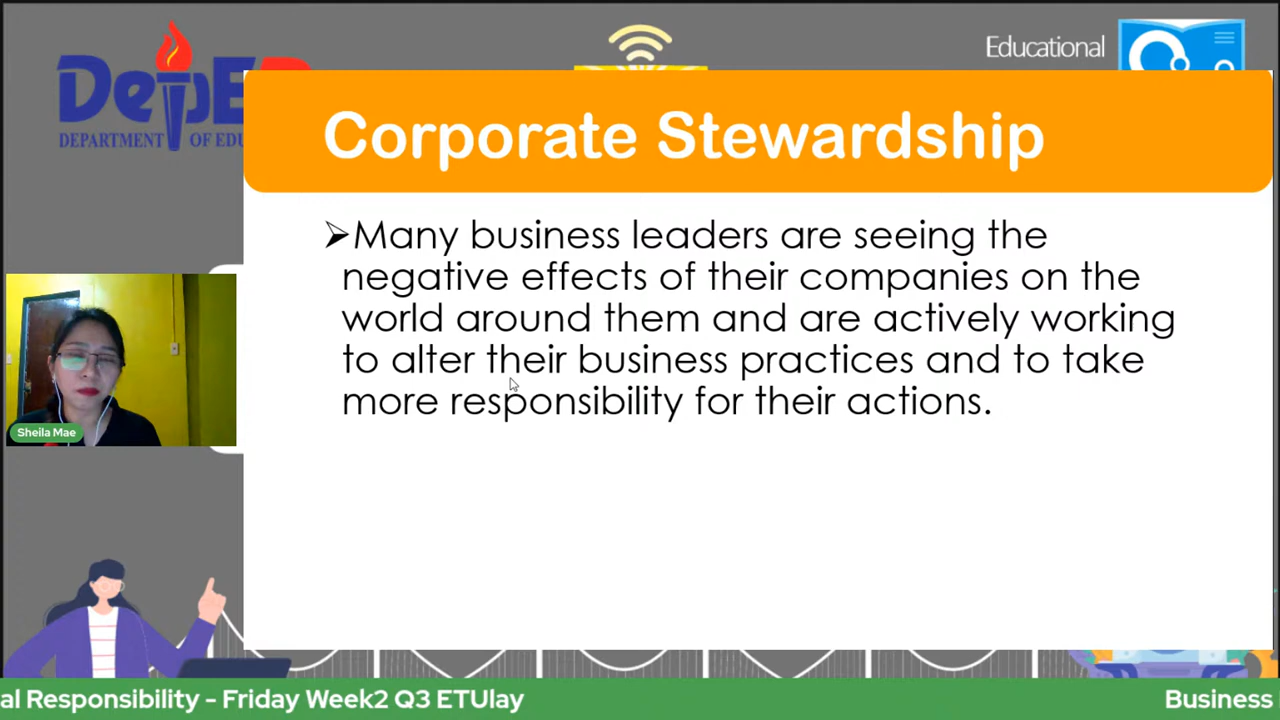 Educational
DepE
DEPARTMENT OF EDU
Corporate Stewardship
➢Many business leaders are seeing the
negative effects of their companies on the
world around them and are actively working
to alter their business practices and to take
more responsibility for their actions.
Sheila Mae
al Responsibility - Friday Week2 Q3 ETUlay
Business